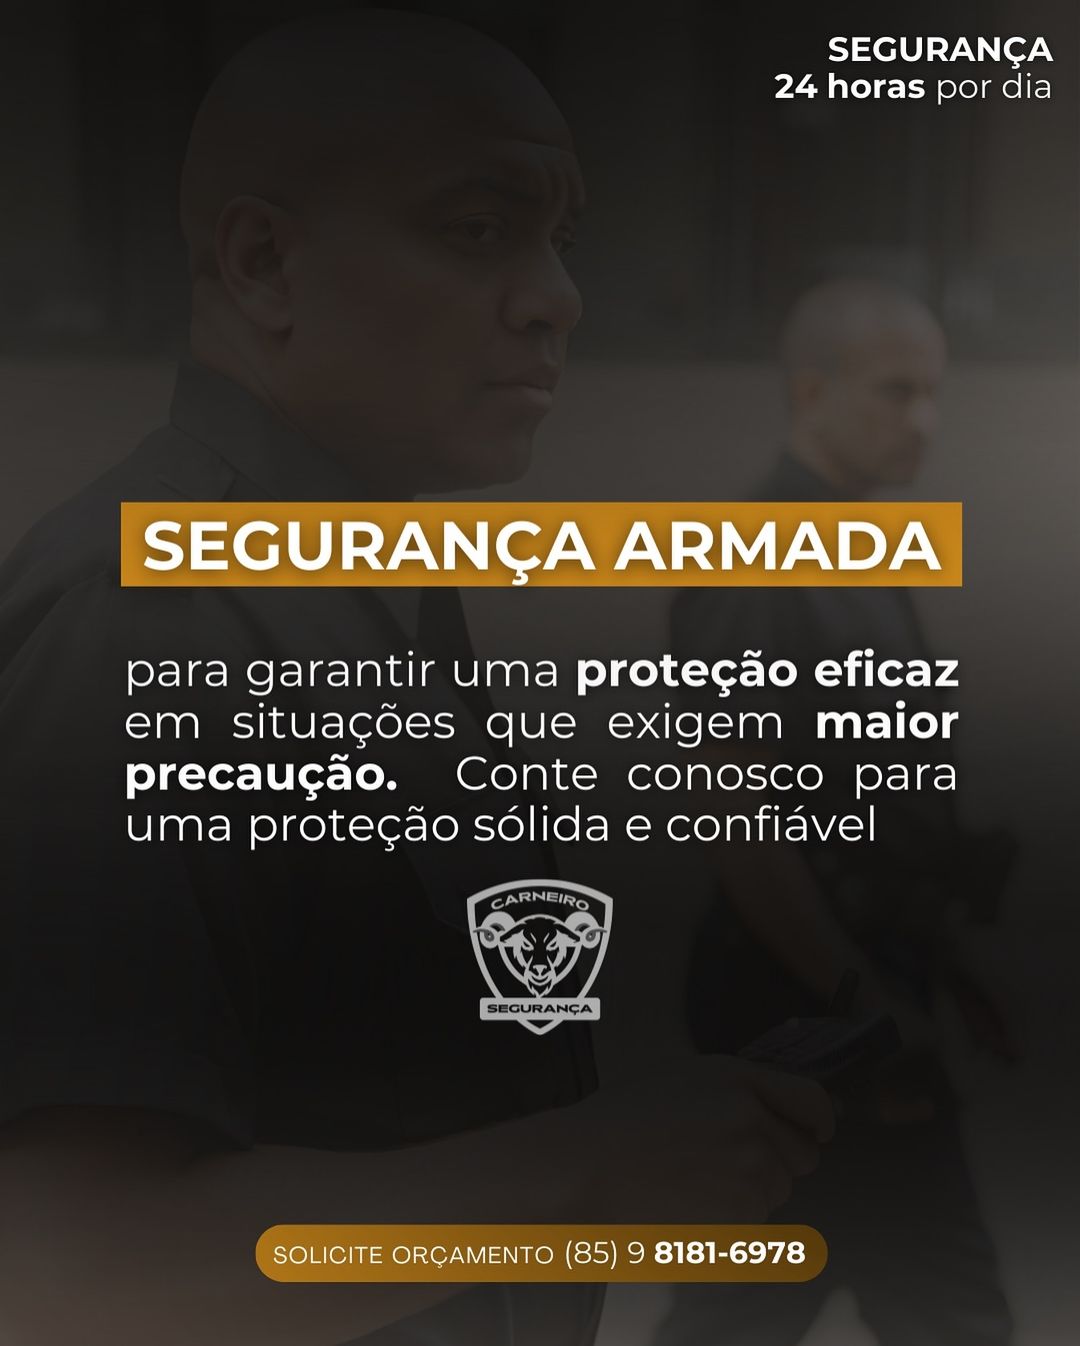 SEGURANÇA
24 horas por dia
SEGURANÇA ARMADA
para garantir uma proteção eficaz
em situações que exigem maior
precaução. Conte conosco para
uma proteção sólida e confiável
CARNEIRO
SEGURANÇA
SOLICITE ORÇAMENTO (85) 9 8181-6978